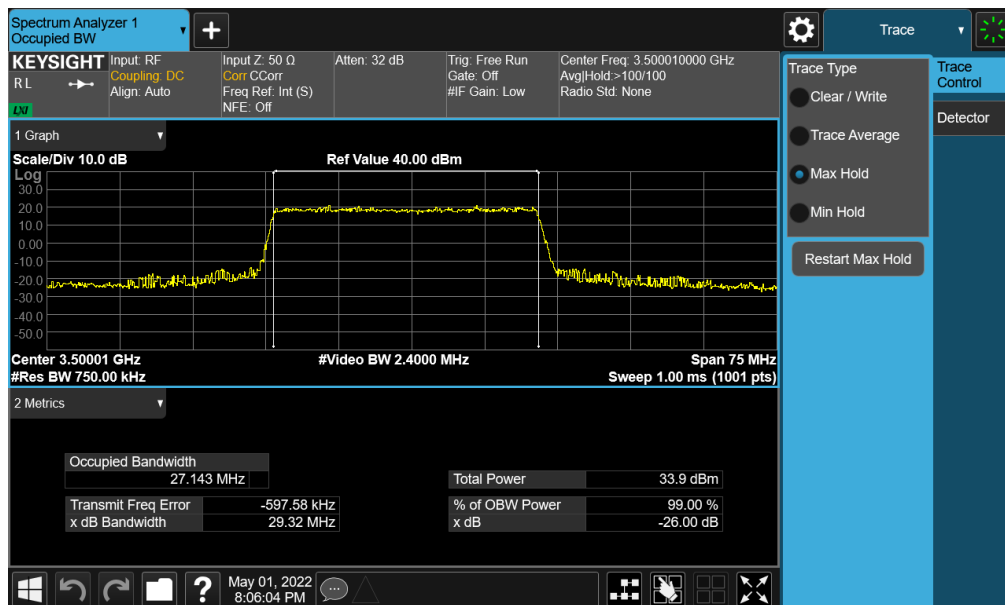 Spectrum Analyzer 1
Occupied BW
+
Trace
KEYSIGHT
R L
LXI
Input: RF
Coupling: DC
Align: Auto
Input Z: 50 Ω
Corr CCorr
Freq Ref: Int (S)
NFE: Off
Atten: 32 dB
Trig: Free Run
Gate: Off
#IF Gain: Low
Center Freq: 3.500010000 GHz
Avg|Hold:>100/100
Radio Std: None
Trace Type
Clear / Write
Trace Average
Max Hold
Min Hold
Restart Max Hold
Trace
Control
Detector
1 Graph
Scale/Div 10.0 dB
Ref Value 40.00 dBm
Log
30.0
20.0
10.0
0.00
-10.0
-20.0
-30.0
-40.0
-50.0
Center 3.50001 GHz
#Video BW 2.4000 MHz
Span 75 MHz
#Res BW 750.00 kHz
Sweep 1.00 ms (1001 pts)
2 Metrics
Occupied Bandwidth
27.143 MHz
Total Power 33.9 dBm
Transmit Freq Error -597.58 kHz
% of OBW Power 99.00 %
x dB Bandwidth 29.32 MHz
x dB -26.00 dB
?
May 01, 2022
8:06:04 PM